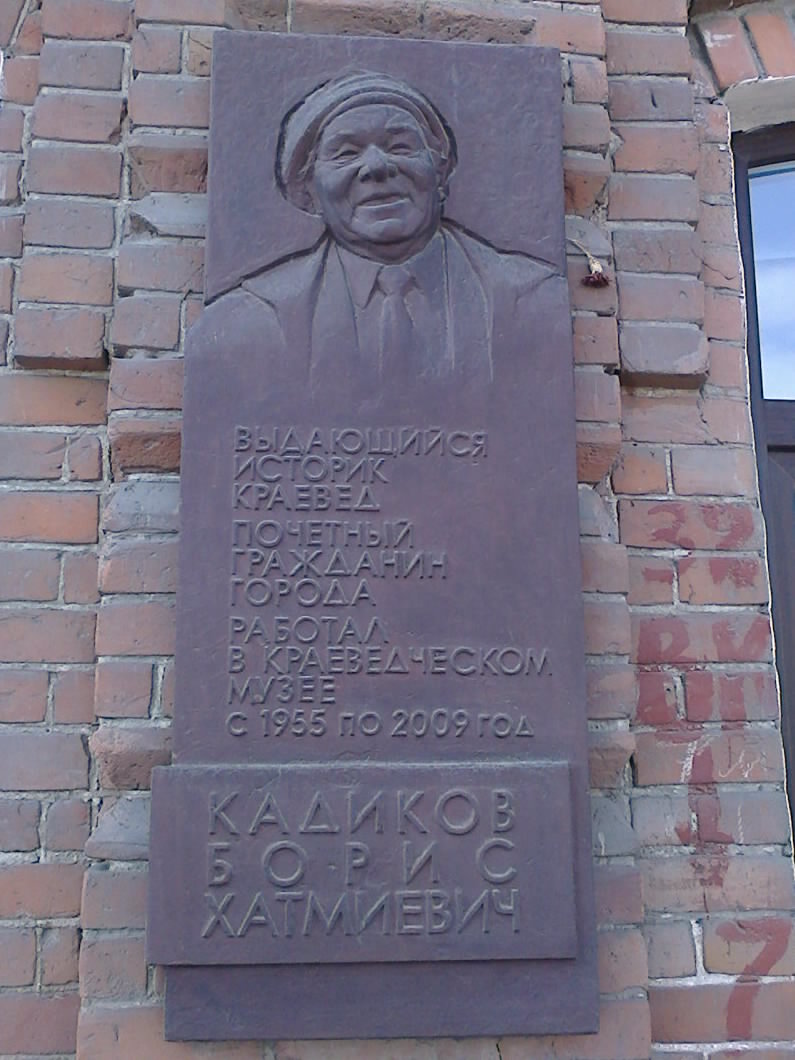 ВЫДАЮЩИЙСЯ
ИСТОРИК
КРАЕВЕД
ПОЧЕТНЫЙ
ГРАЖДАНИН
ГОРОДА
РАБОТАЛ
В КРАЕВЕДЧЕСКОМ
МУЗЕЕ
С 1955 ПО 2009 ГОД
КАДИКОВ
БОРИС
ХАТМИЕВИЧ